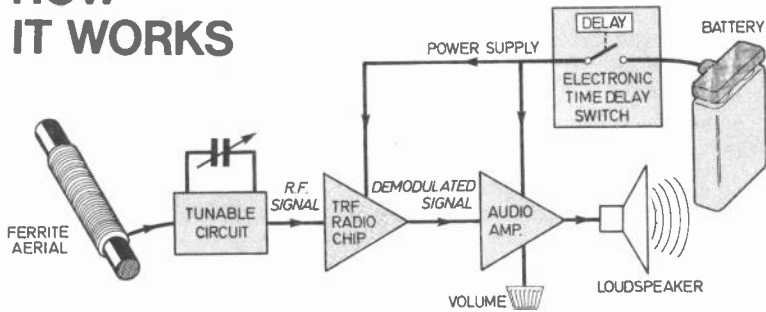 IT WORKS
DELAY
BATTERY
POWER SUPPLY
ELECTRONIC
TIME DELAY
SWITCH
R.F.
SIGNAL
DEMODULATED
SIGNAL
TUNABLE
CIRCUIT
TRF
RADIO
CHIP
AUDIO
AMP.
FERRITE
AERIAL
VOLUME
LOUDSPEAKER